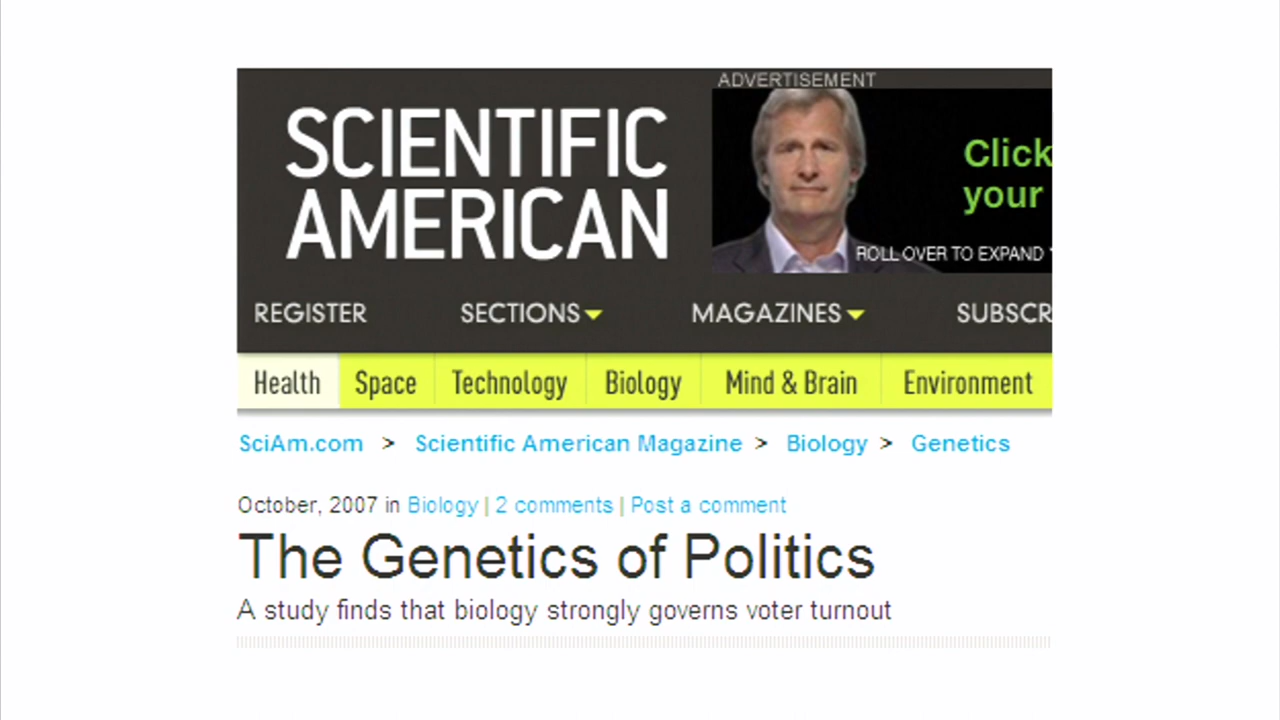 ADVERTISEMENT
SCIENTIFIC
AMERICAN
Click
your
ROLL OVER TO EXPAND
REGISTER SECTIONS MAGAZINES SUBSCR
Health Space Technology Biology Mind & Brain Environment
SciAm.com > Scientific American Magazine > Biology > Genetics
October, 2007 in Biology | 2 comments | Post a comment
The Genetics of Politics
A study finds that biology strongly governs voter turnout